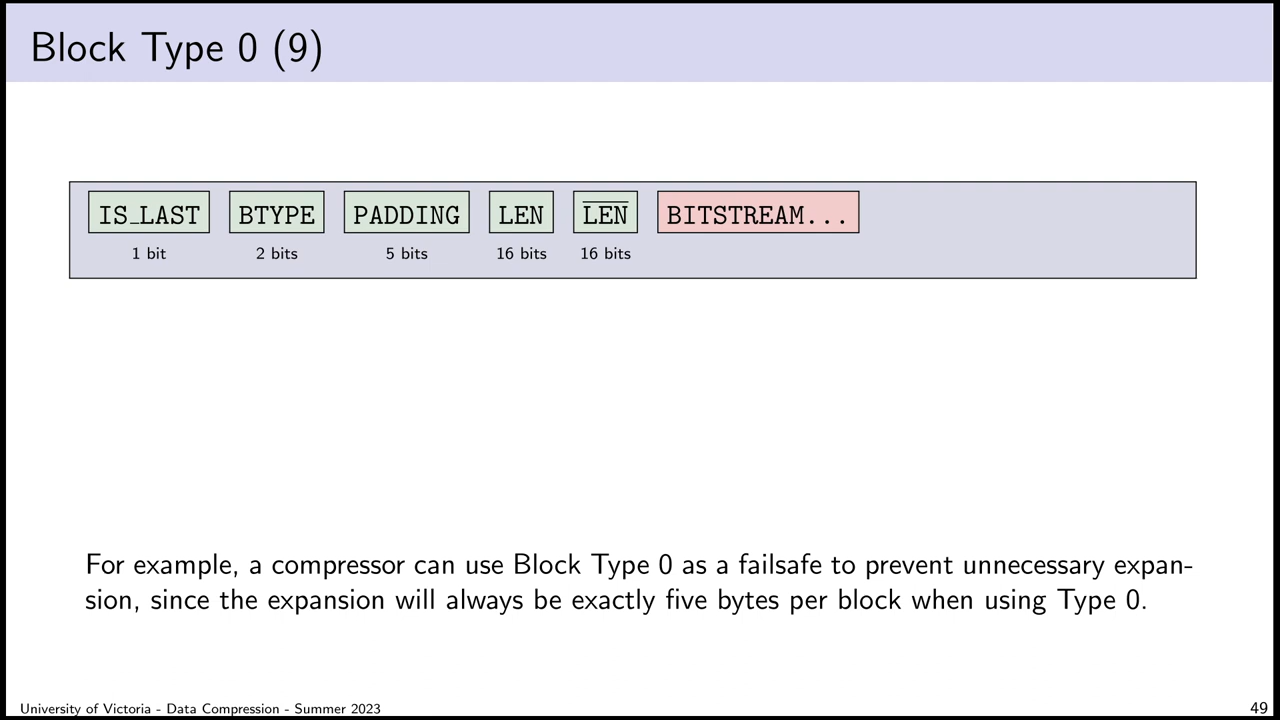 Block Type 0 (9)
IS_LAST BTYPE PADDING LEN L̅E̅N̅ BITSTREAM...
1 bit 2 bits 5 bits 16 bits 16 bits
For example, a compressor can use Block Type 0 as a failsafe to prevent unnecessary expan-
sion, since the expansion will always be exactly five bytes per block when using Type 0.
University of Victoria - Data Compression - Summer 2023 49